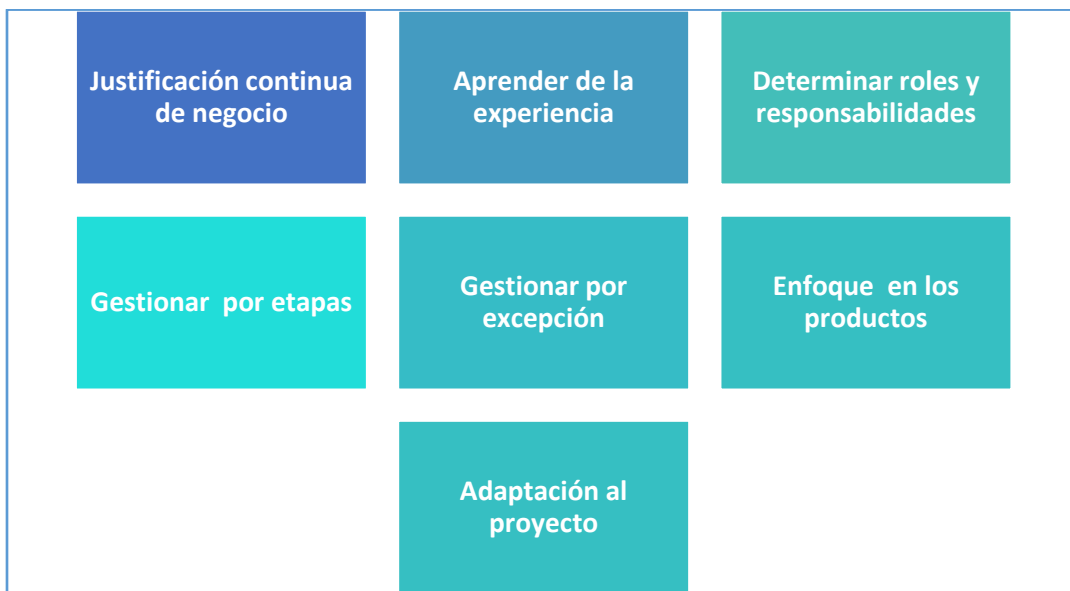 Justificación continua
de negocio
Aprender de la
experiencia
Determinar roles y
responsabilidades
Gestionar  por etapas
Gestionar por
excepción
Enfoque  en los
productos
Adaptación al
proyecto